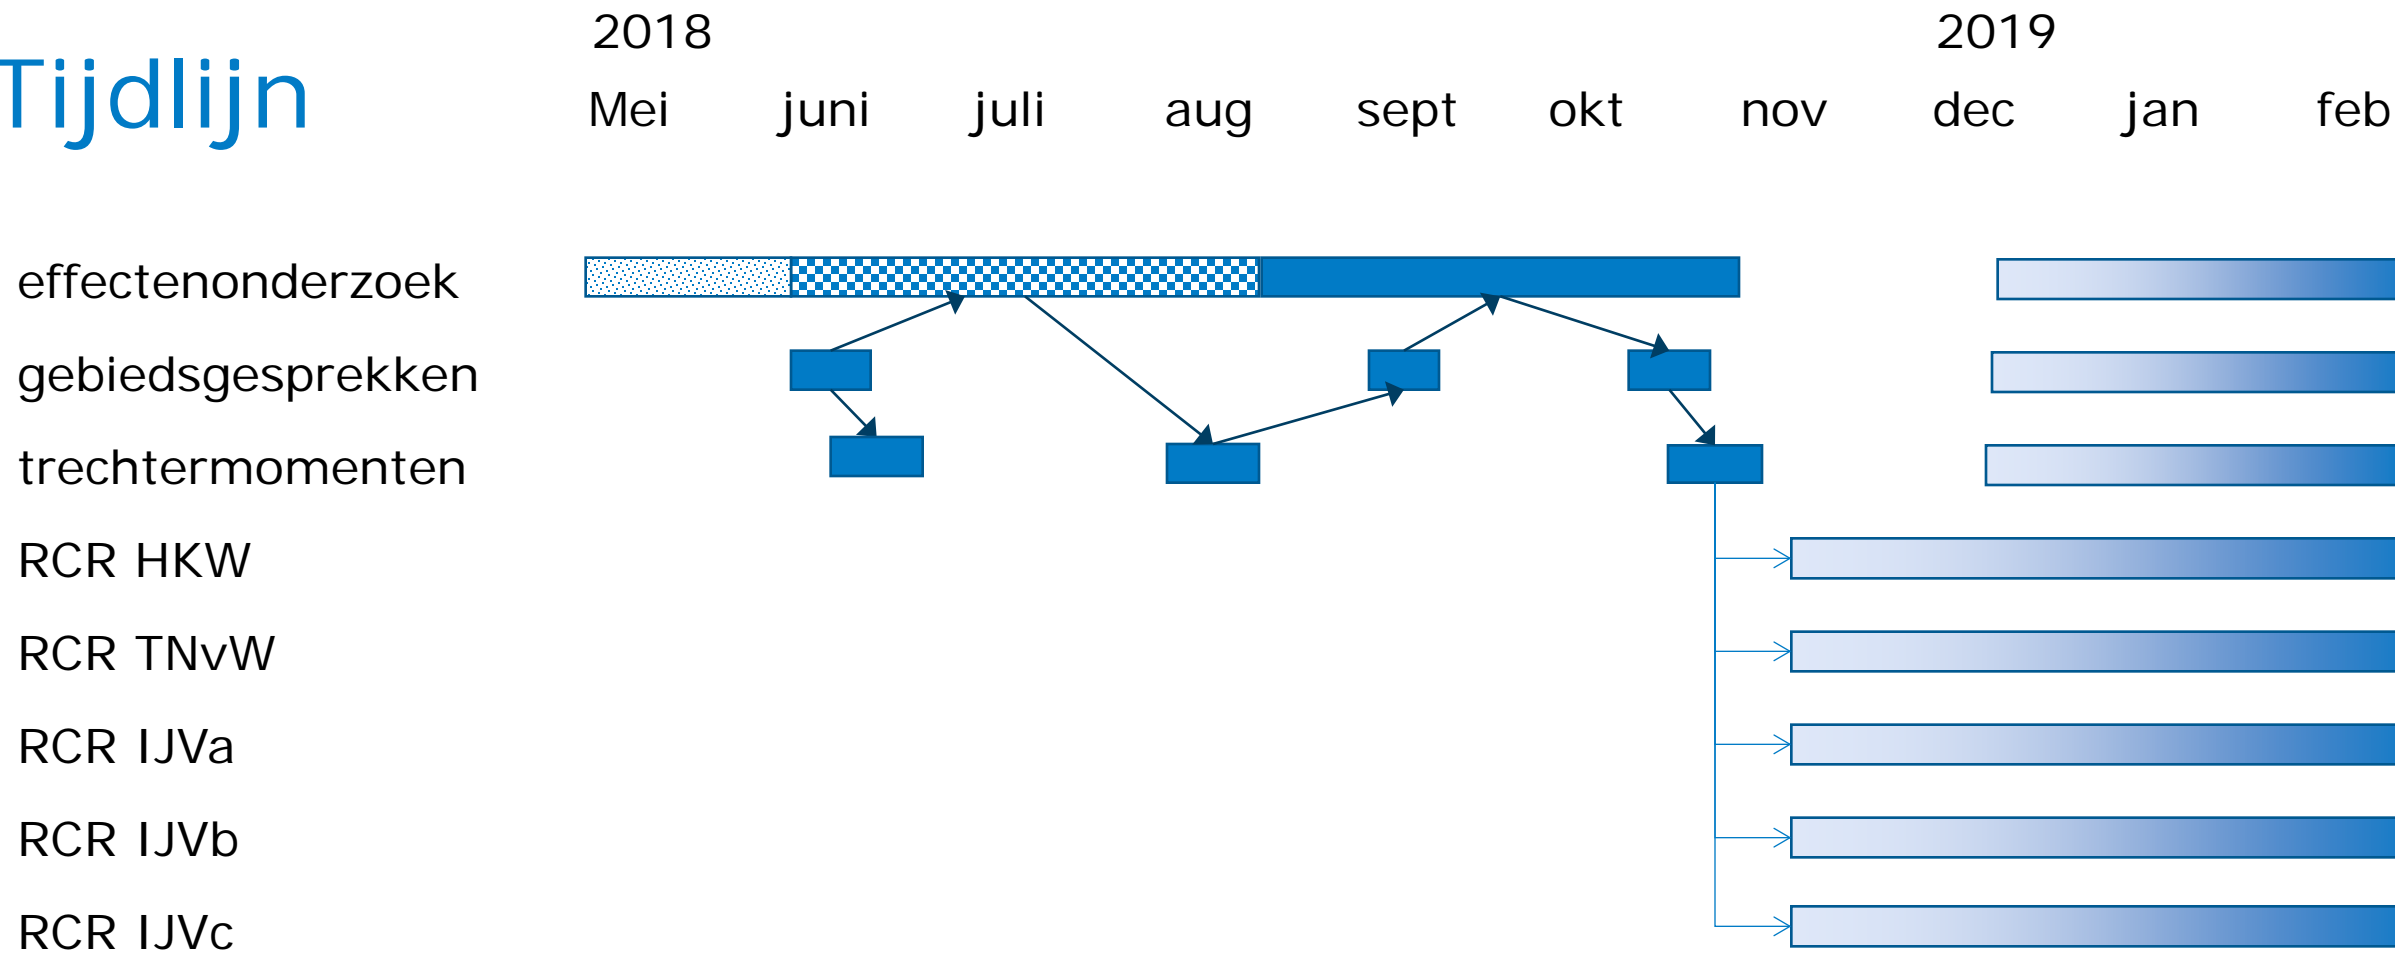 2018 2019
Tijdlijn
Mei juni juli aug sept okt nov dec jan feb
effectenonderzoek
gebiedsgesprekken
trechtermomenten
RCR HKW
RCR TNvW
RCR IJVa
RCR IJVb
RCR IJVc